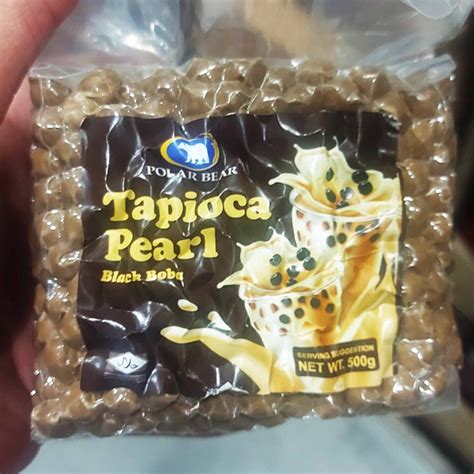 POLAR BEAR
Tapioca
Pearl
Black Boba
SERVING SUGGESTION
NET WT. 500g